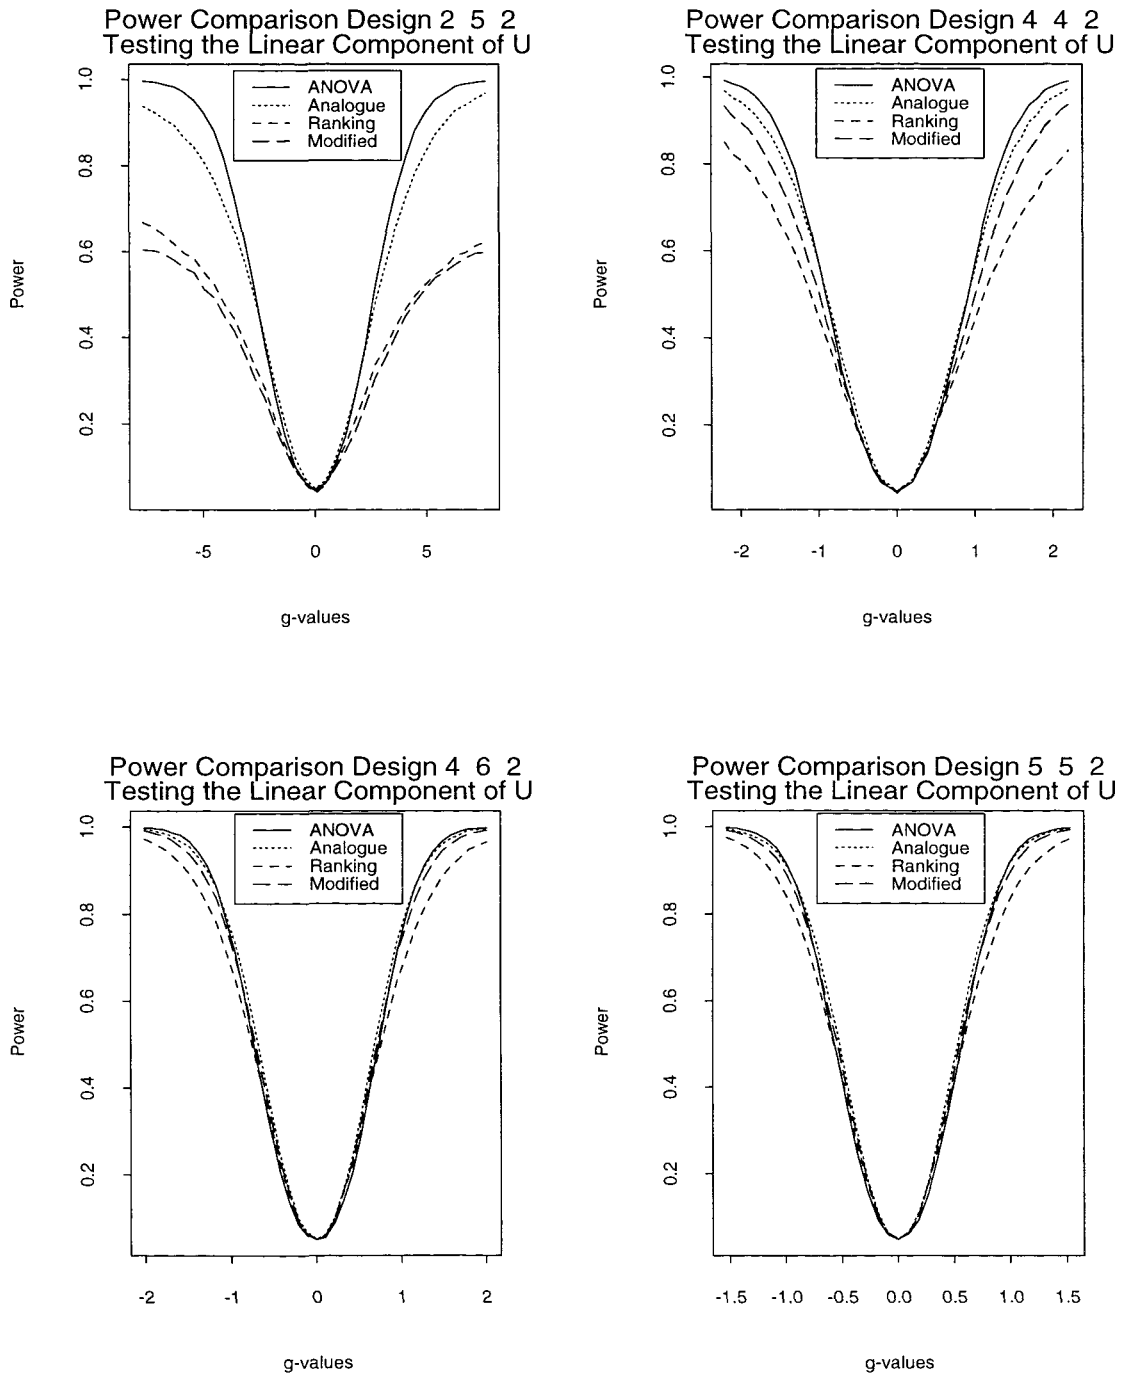 Power Comparison Design 2 5 2
Testing the Linear Component of U
ANOVA
Analogue
Ranking
Modified
Power
1.0
0.8
0.6
0.4
0.2
-5 0 5
g-values
Power Comparison Design 4 4 2
Testing the Linear Component of U
ANOVA
Analogue
Ranking
Modified
Power
1.0
0.8
0.6
0.4
0.2
-2 -1 0 1 2
g-values
Power Comparison Design 4 6 2
Testing the Linear Component of U
ANOVA
Analogue
Ranking
Modified
Power
1.0
0.8
0.6
0.4
0.2
-2 -1 0 1 2
g-values
Power Comparison Design 5 5 2
Testing the Linear Component of U
ANOVA
Analogue
Ranking
Modified
Power
1.0
0.8
0.6
0.4
0.2
-1.5 -1.0 -0.5 0.0 0.5 1.0 1.5
g-values